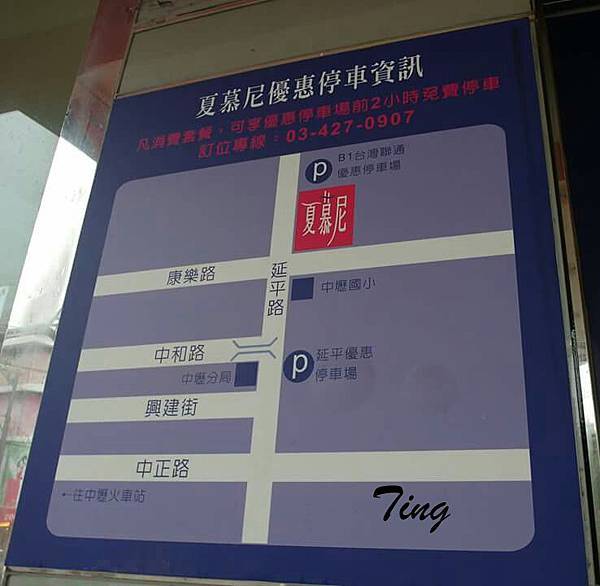 夏慕尼優惠停車資訊
凡消費套餐，可享優惠停車場前2小時免費停車
訂位專線：03-427-0907
P
B1台灣聯通
優惠停車場
夏慕尼
康樂路
延平路
中壢國小
中和路
P
延平優惠
停車場
中壢分局
興建街
中正路
←往中壢火車站
Ting